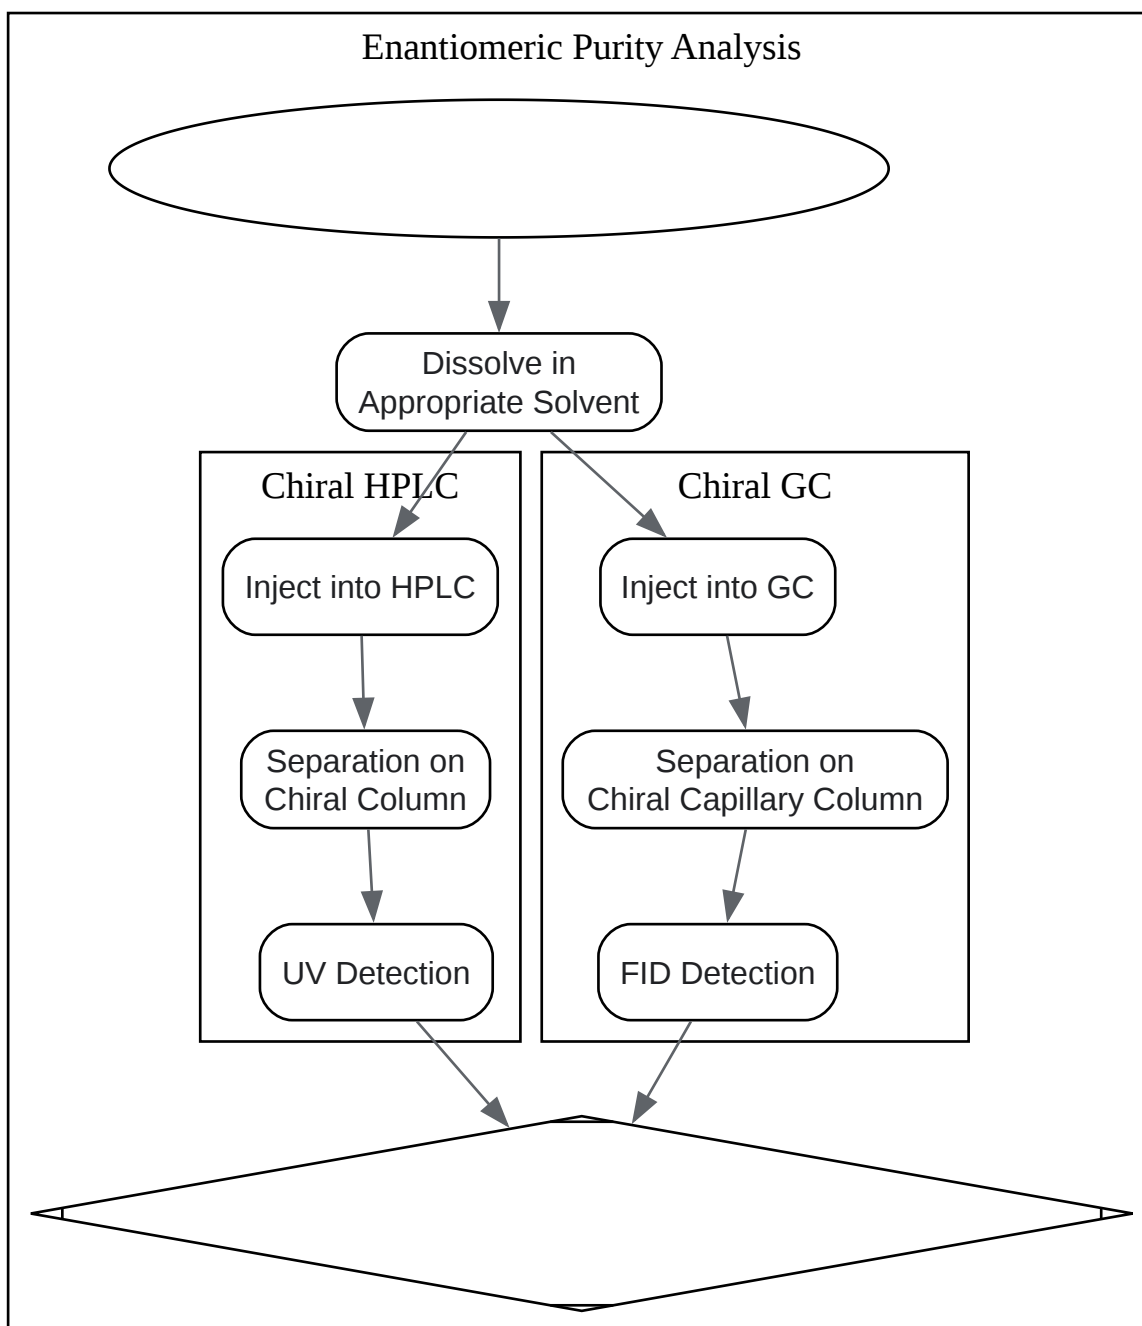 Enantiomeric Purity Analysis
Dissolve in
Appropriate Solvent
Chiral HPLC
Inject into HPLC
Separation on
Chiral Column
UV Detection
Chiral GC
Inject into GC
Separation on
Chiral Capillary Column
FID Detection